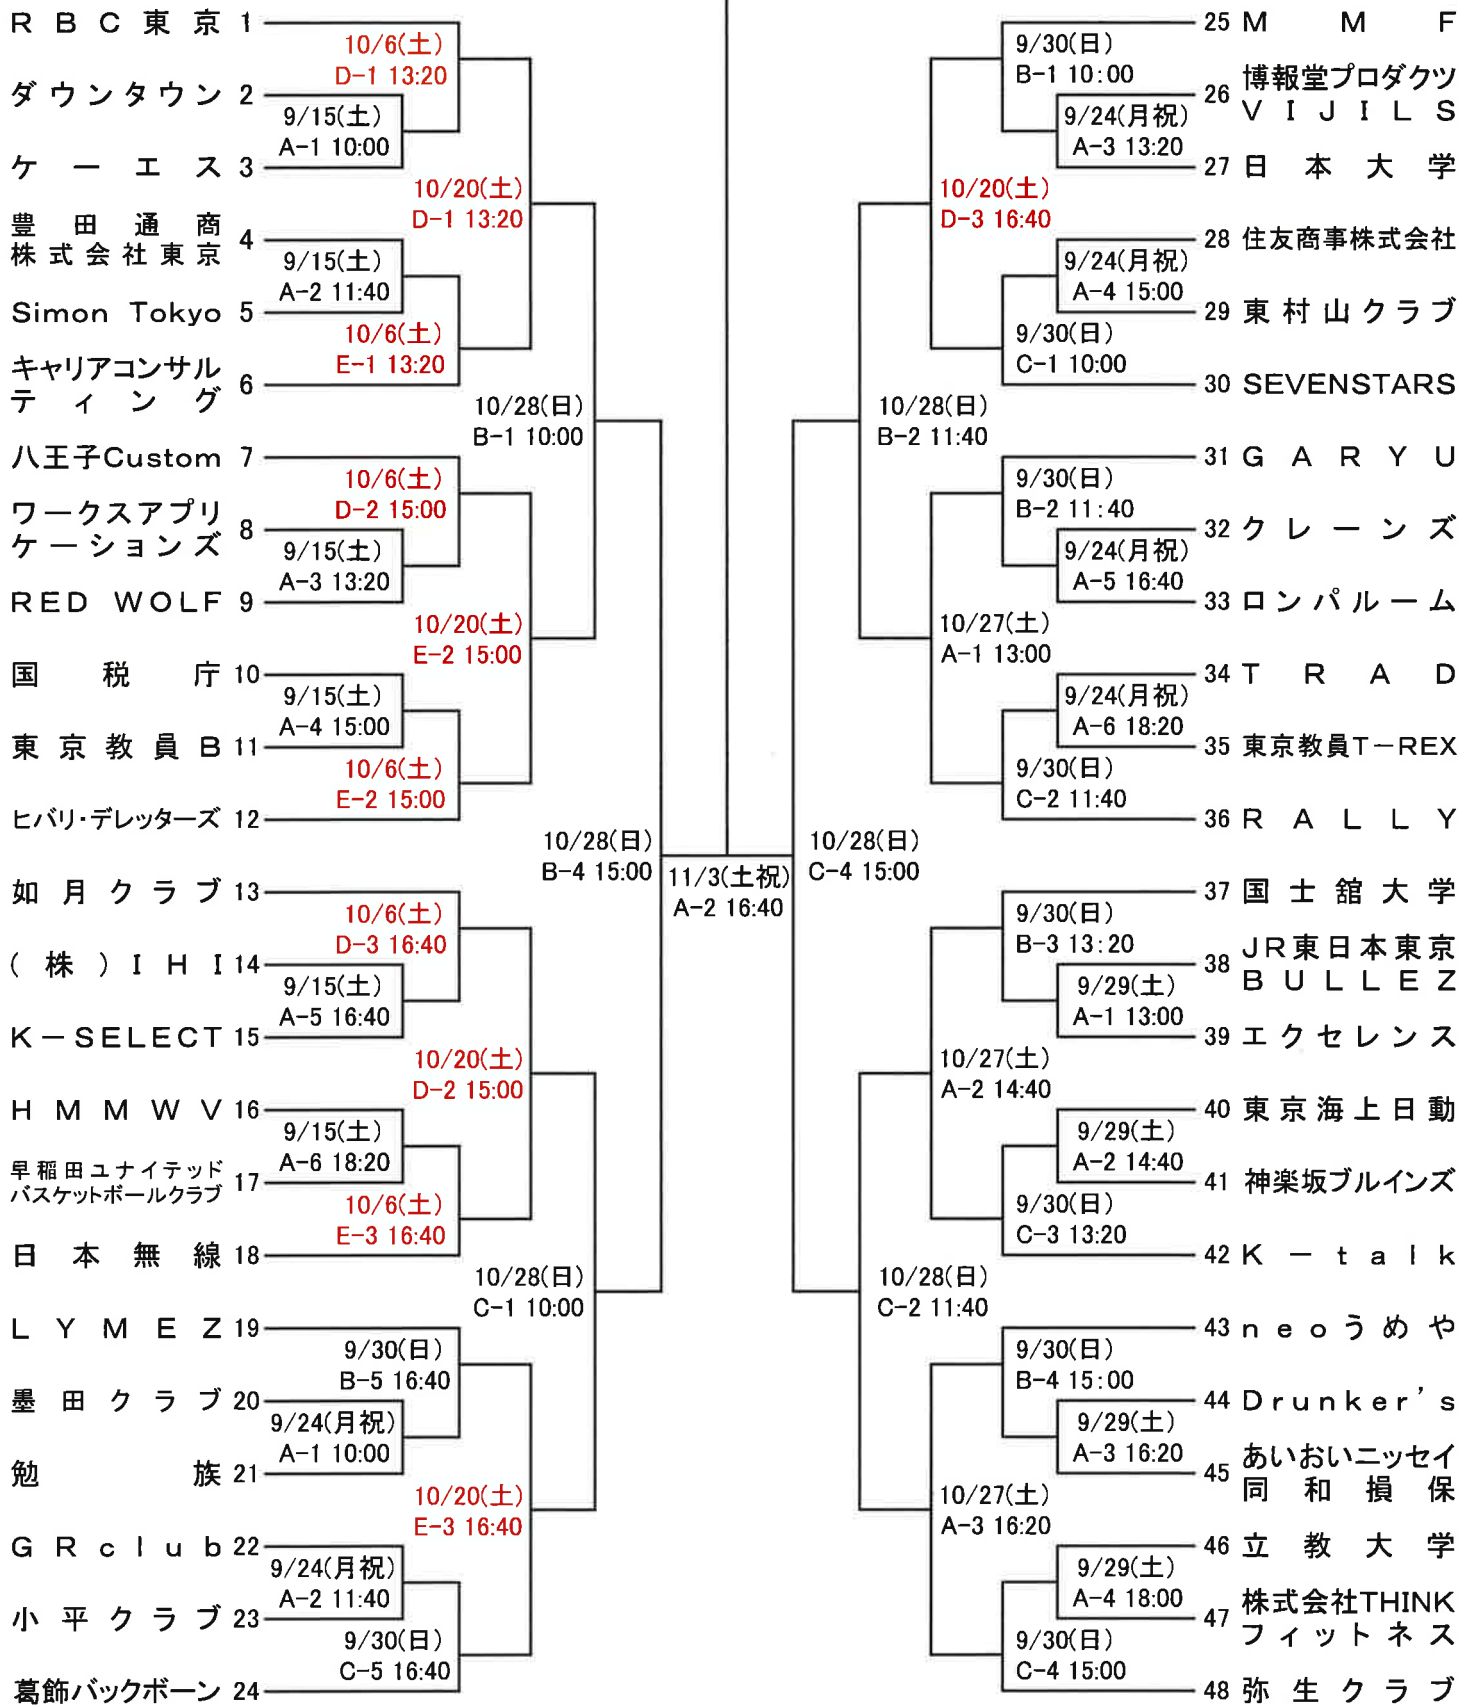 RBC東京 1
10/6(土)
D-1 13:20
ダウンタウン 2
9/15(土)
A-1 10:00
ケーエス 3
10/20(土)
D-1 13:20
豊田通商
株式会社東京 4
9/15(土)
A-2 11:40
Simon Tokyo 5
10/6(土)
E-1 13:20
キャリアコンサル
ティング 6
10/28(日)
B-1 10:00
八王子Custom 7
10/6(土)
D-2 15:00
ワークスアプリ
ケーションズ 8
9/15(土)
A-3 13:20
RED WOLF 9
10/20(土)
E-2 15:00
国税庁 10
9/15(土)
A-4 15:00
東京教員B 11
10/6(土)
E-2 15:00
ヒバリ・デレッターズ 12
10/28(日)
B-4 15:00
如月クラブ 13
10/6(土)
D-3 16:40
(株)IHI 14
9/15(土)
A-5 16:40
K-SELECT 15
10/20(土)
D-2 15:00
HMMWV 16
9/15(土)
A-6 18:20
早稲田ユナイテッド
バスケットボールクラブ 17
10/6(土)
E-3 16:40
日本無線 18
10/28(日)
C-1 10:00
LYMEZ 19
9/30(日)
B-5 16:40
墨田クラブ 20
9/24(月祝)
A-1 10:00
勉族 21
10/20(土)
E-3 16:40
GRclub 22
9/24(月祝)
A-2 11:40
小平クラブ 23
9/30(日)
C-5 16:40
葛飾バックボーン 24
11/3(土祝)
A-2 16:40
25 MMF
9/30(日)
B-1 10:00
26 博報堂プロダクツ
VIJILS
9/24(月祝)
A-3 13:20
27 日本大学
10/20(土)
D-3 16:40
28 住友商事株式会社
9/24(月祝)
A-4 15:00
29 東村山クラブ
9/30(日)
C-1 10:00
30 SEVENSTARS
10/28(日)
B-2 11:40
31 GARYU
9/30(日)
B-2 11:40
32 クレーンズ
9/24(月祝)
A-5 16:40
33 ロンパルーム
10/27(土)
A-1 13:00
34 TRAD
9/24(月祝)
A-6 18:20
35 東京教員T-REX
9/30(日)
C-2 11:40
36 RALLY
10/28(日)
C-4 15:00
37 国士舘大学
9/30(日)
B-3 13:20
38 JR東日本東京
BULLEZ
9/29(土)
A-1 13:00
39 エクセレンス
10/27(土)
A-2 14:40
40 東京海上日動
9/29(土)
A-2 14:40
41 神楽坂ブルインズ
9/30(日)
C-3 13:20
42 K-talk
10/28(日)
C-2 11:40
43 neoうめや
9/30(日)
B-4 15:00
44 Drunker's
9/29(土)
A-3 16:20
45 あいおいニッセイ
同和損保
10/27(土)
A-3 16:20
46 立教大学
9/29(土)
A-4 18:00
47 株式会社THINK
フィットネス
9/30(日)
C-4 15:00
48 弥生クラブ